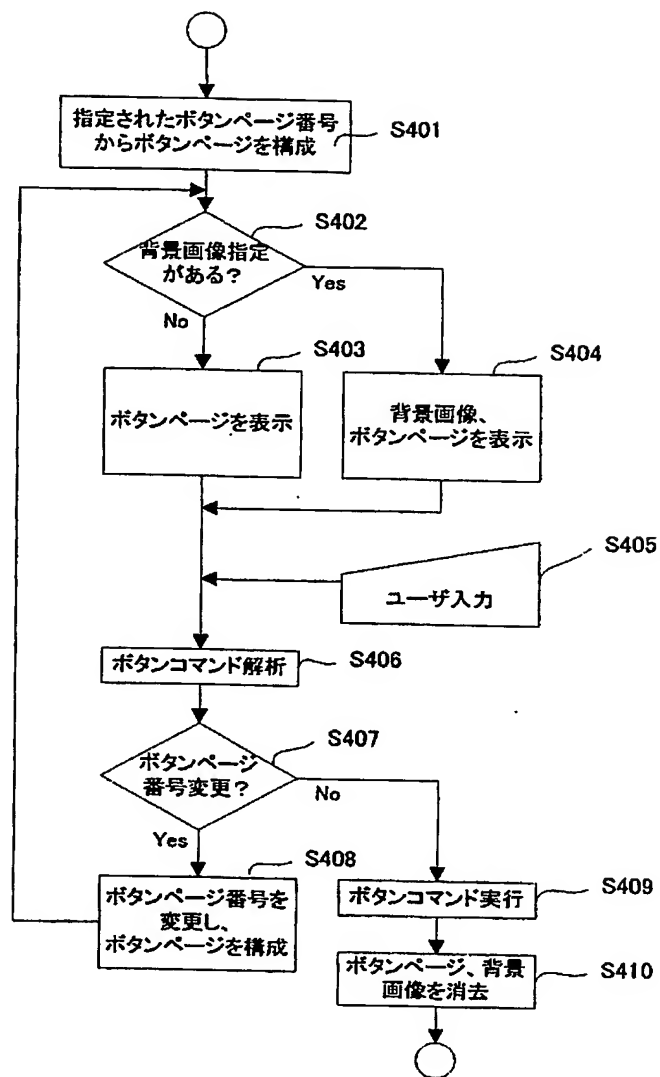 指定されたボタンページ番号
からボタンページを構成
S401
S402
背景画像指定
がある?
Yes
No
S403
ボタンページを表示
S404
背景画像、
ボタンページを表示
S405
ユーザ入力
ボタンコマンド解析
S406
S407
ボタンページ
番号変更?
No
Yes
S408
ボタンページ番号を
変更し、
ボタンページを構成
ボタンコマンド実行
S409
ボタンページ、背景
画像を消去
S410